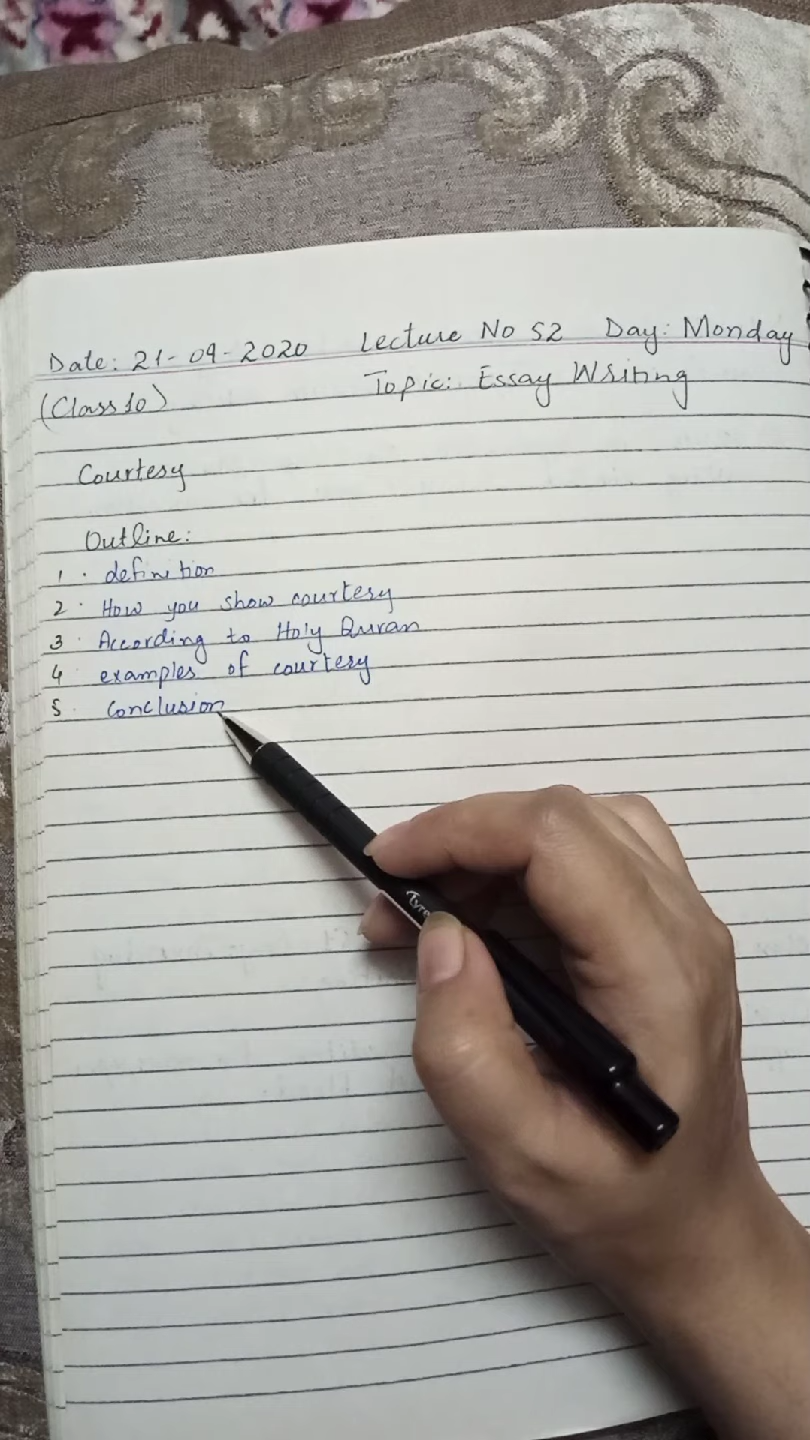 Date: 21-09-2020 Lecture No 52 Day: Monday
(Class 10) Topic: Essay Writing
Courtesy
Outline:
1. definition
2. How you show courtesy
3. According to Holy Quran
4. examples of courtesy
5. Conclusion